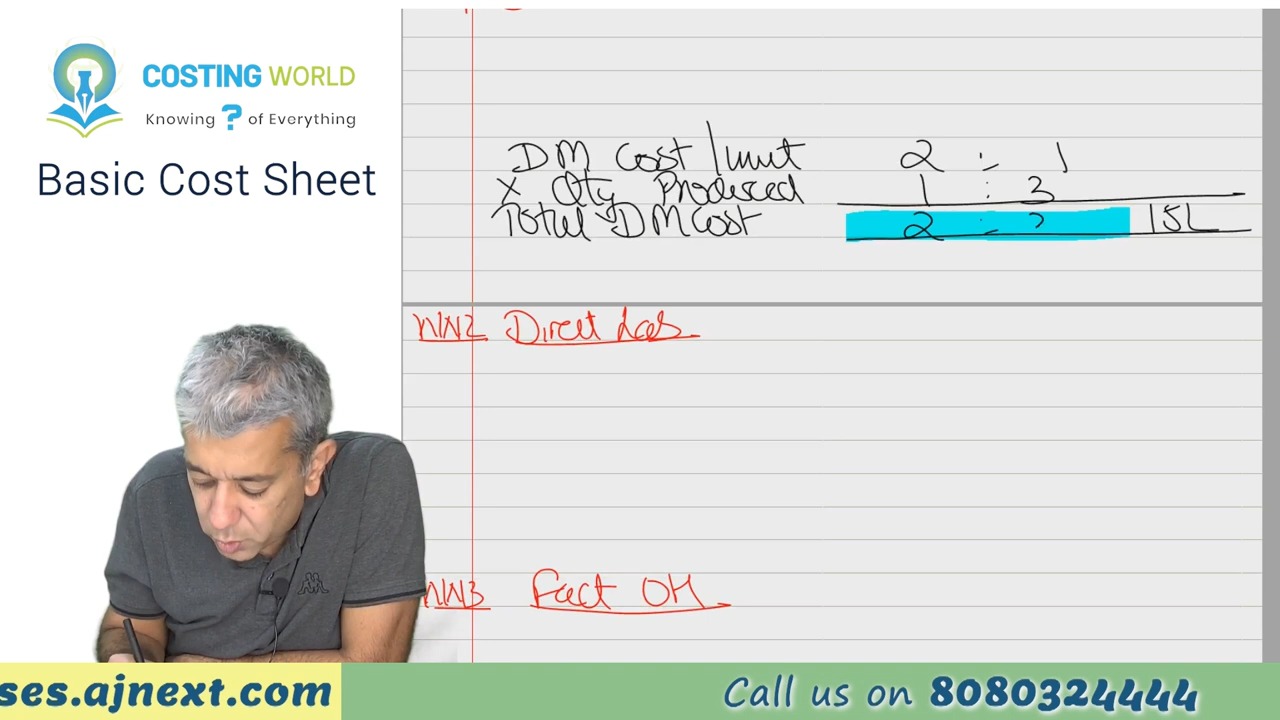 COSTING WORLD
Knowing ? of Everything
Basic Cost Sheet
DM Cost/unit 2 : 1
X Qty Produced 1 : 3
Total DM Cost 2 : 3 15L
WN2 Direct Lab
WN3 Fact OH
ses.ajnext.com
Call us on 8080324444